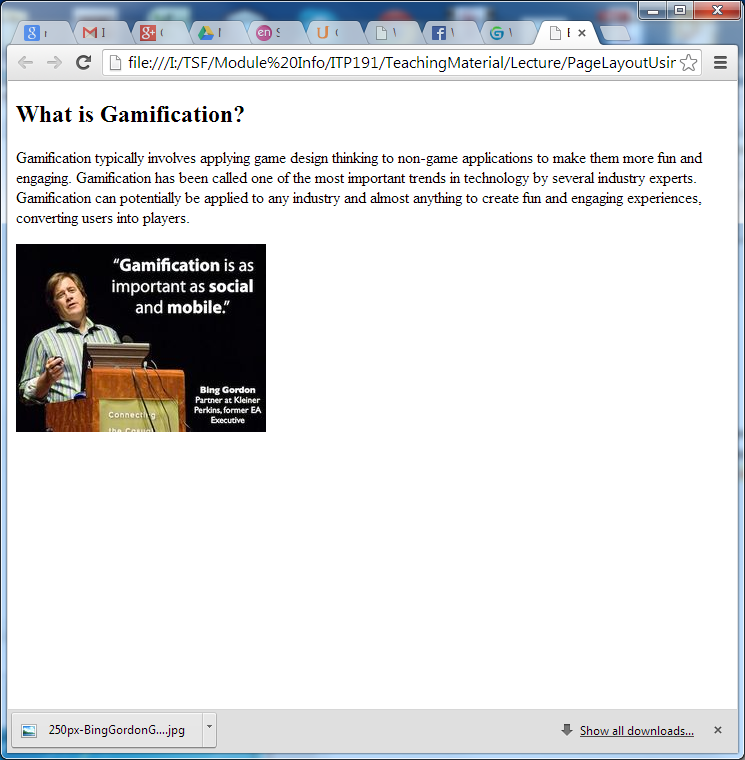 file:///I:/TSF/Module%20Info/ITP191/TeachingMaterial/Lecture/PageLayoutUsin
What is Gamification?
Gamification typically involves applying game design thinking to non-game applications to make them more fun and
engaging. Gamification has been called one of the most important trends in technology by several industry experts.
Gamification can potentially be applied to any industry and almost anything to create fun and engaging experiences,
converting users into players.
“Gamification is as
important as social
and mobile.”
Bing Gordon
Partner at Kleiner
Perkins, former EA
Executive
Connecting
the Casual
250px-BingGordonG....jpg
Show all downloads...